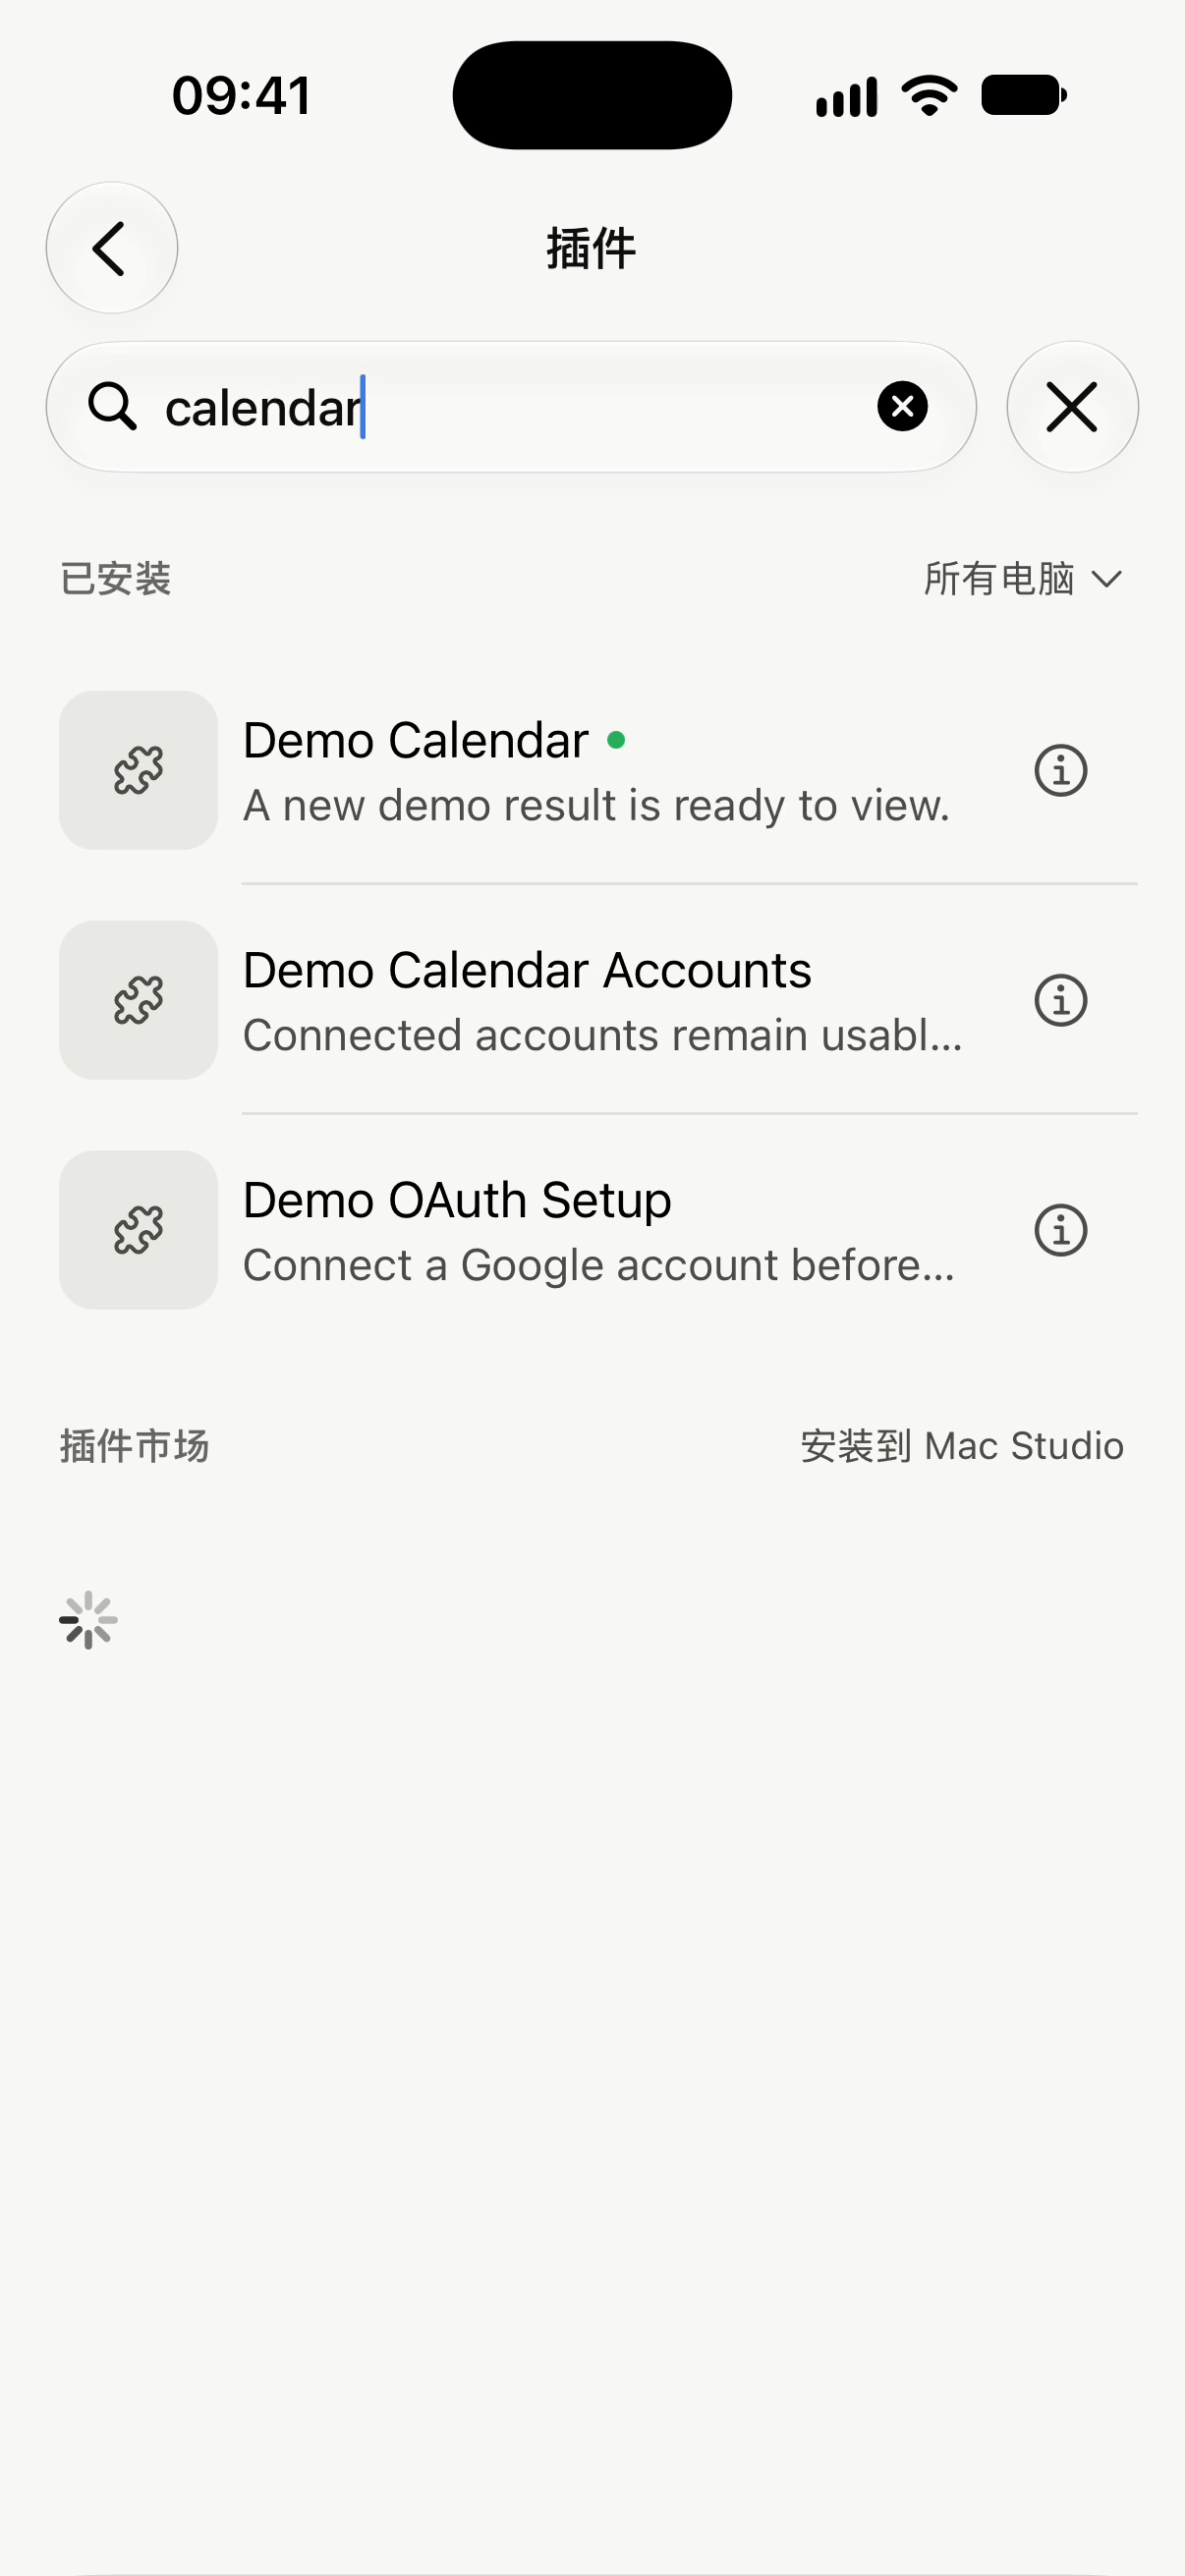 09:41
插件
calendar
已安装
所有电脑
Demo Calendar
A new demo result is ready to view.
Demo Calendar Accounts
Connected accounts remain usabl...
Demo OAuth Setup
Connect a Google account before...
插件市场
安装到 Mac Studio